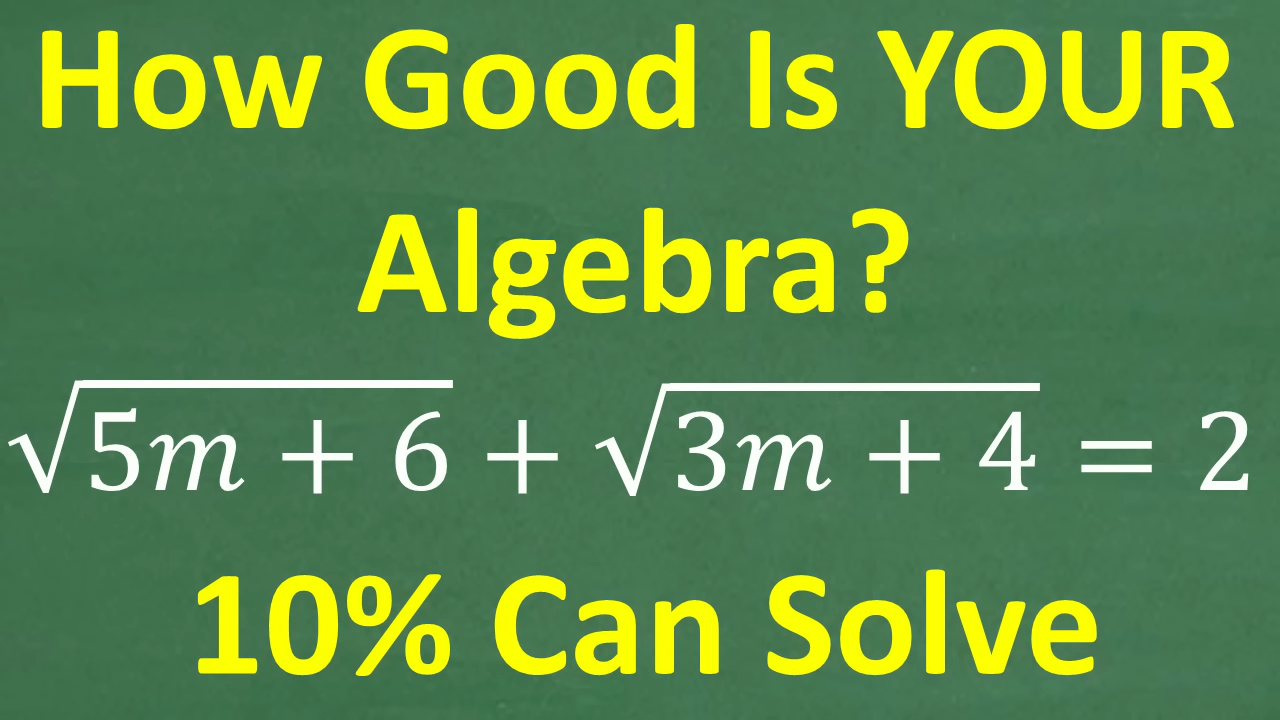 How Good Is YOUR
Algebra?
√5m + 6 + √3m + 4 = 2
10% Can Solve